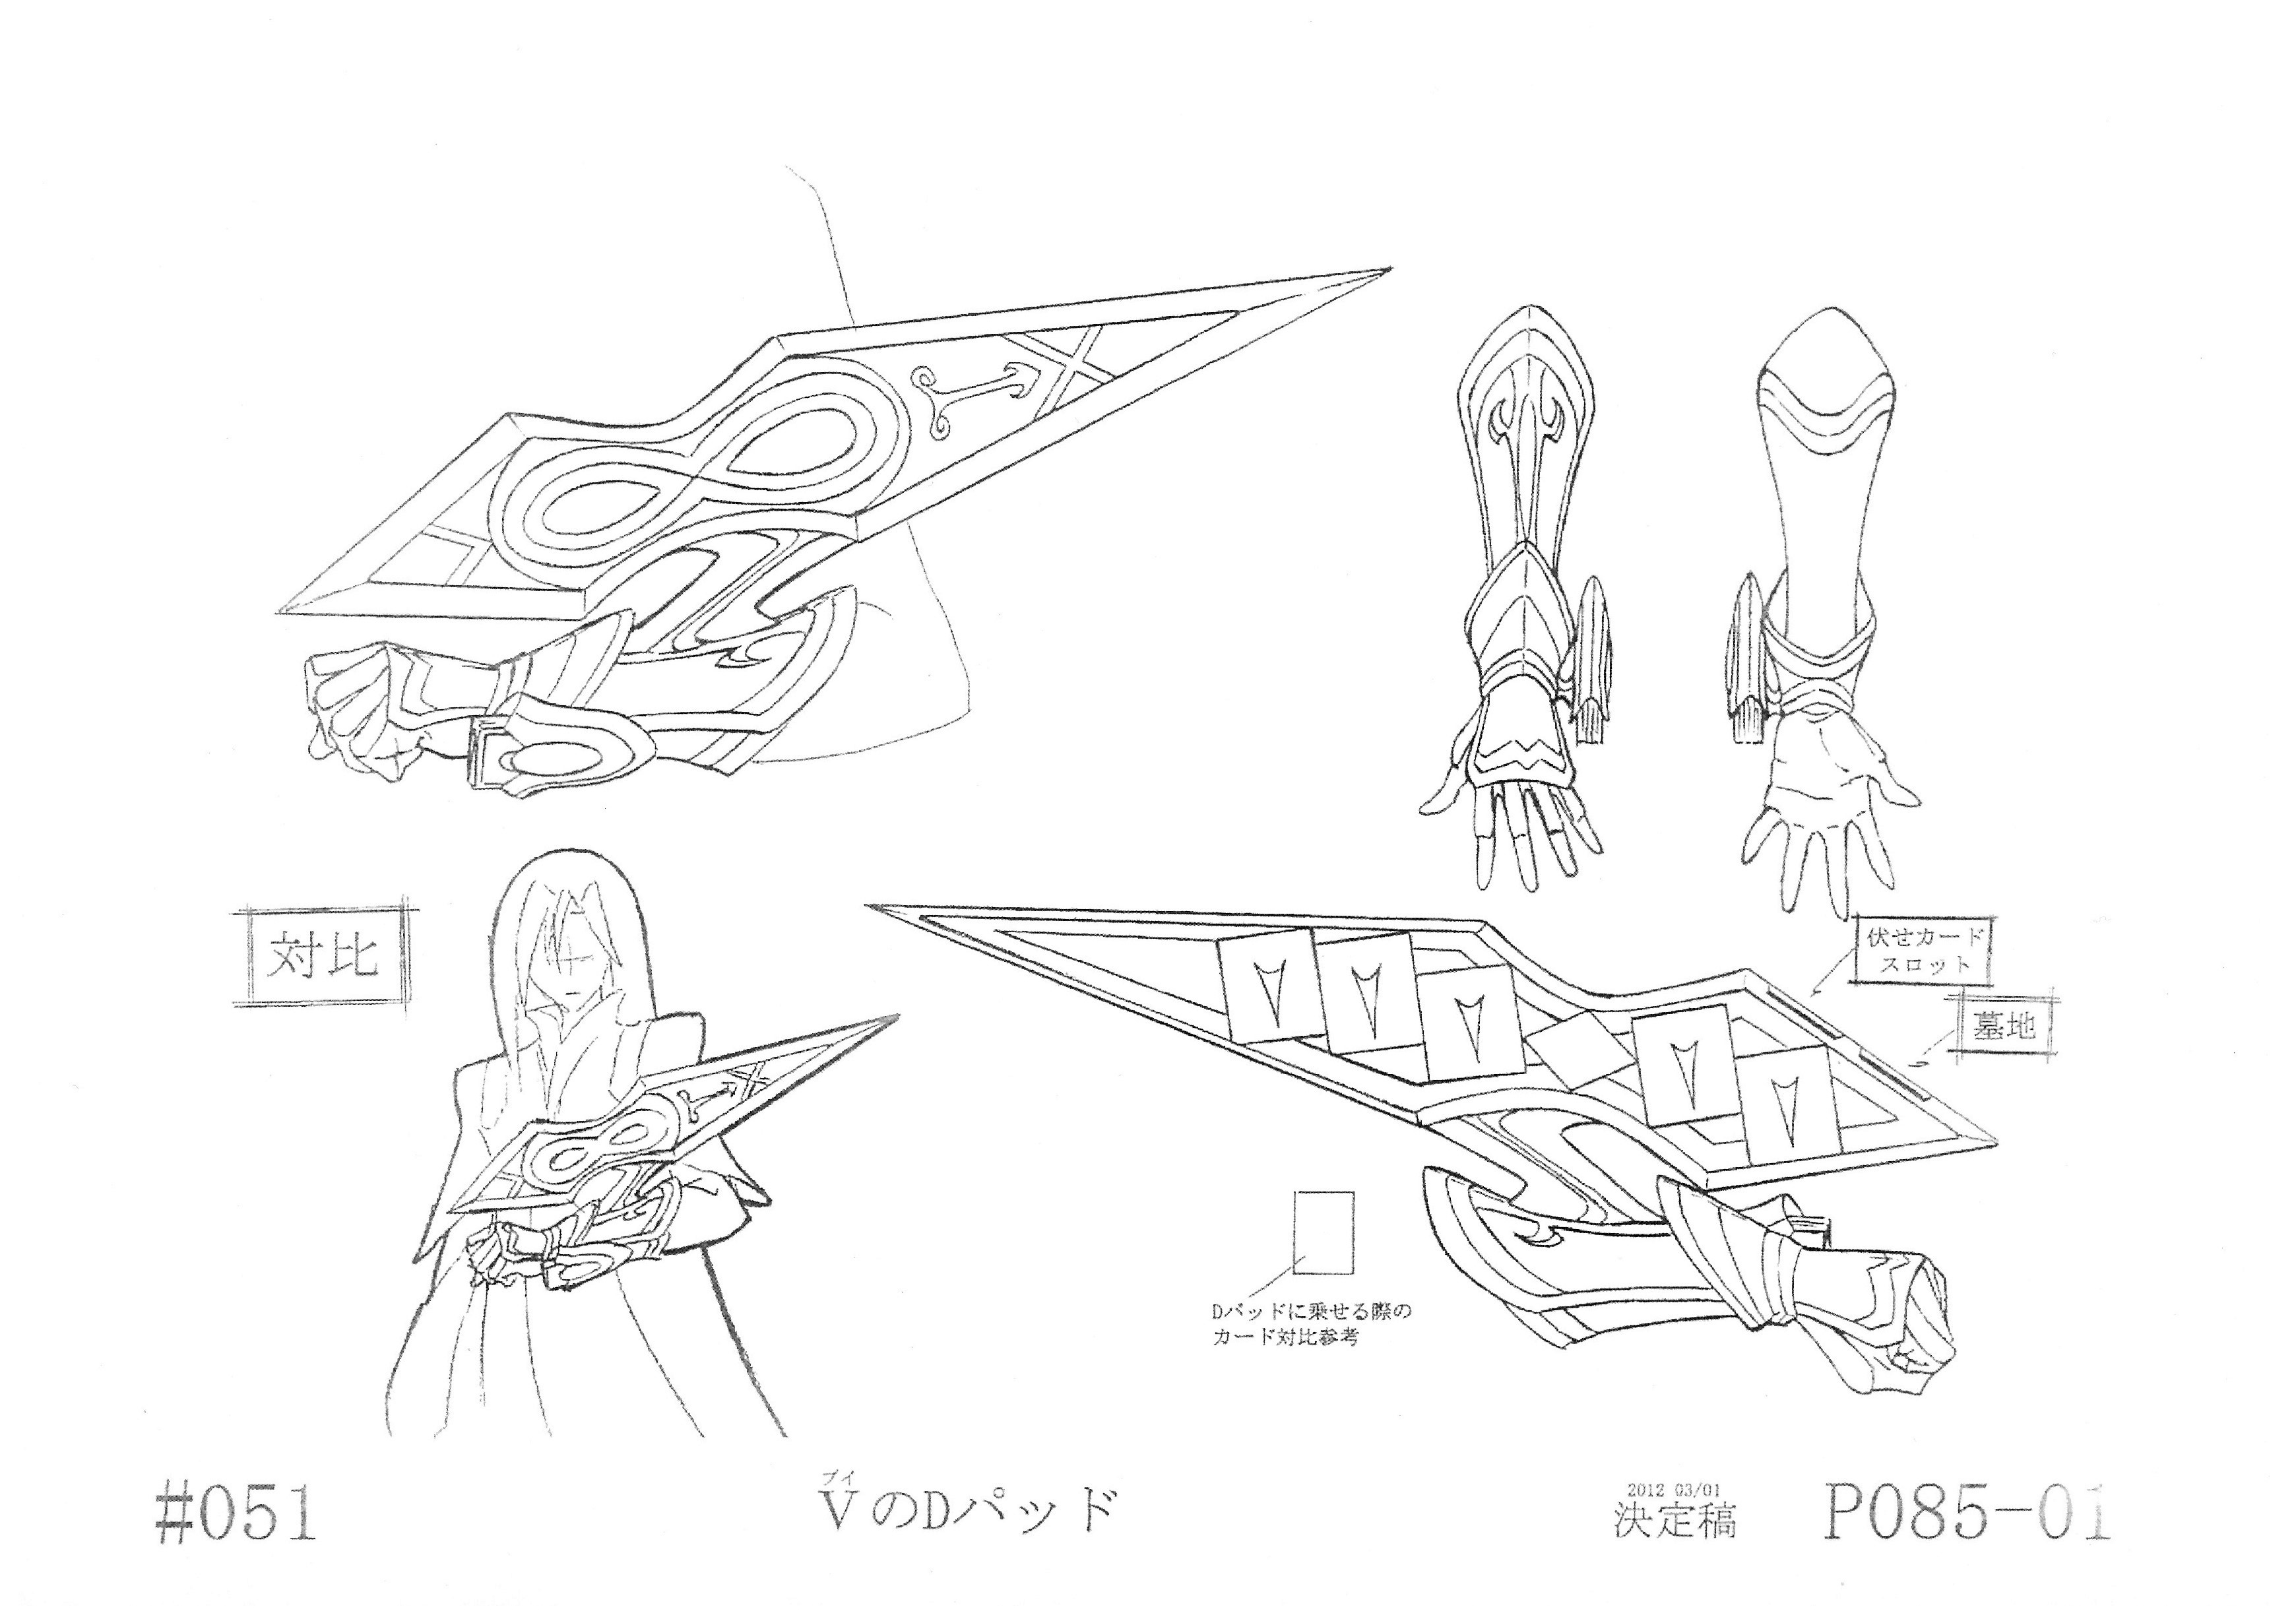 対比
伏せカード
スロット
墓地
Dパッドに乗せる際の
カード対比参考
#051
ブイ
VのDパッド
2012 03/01
決定稿
P085-01